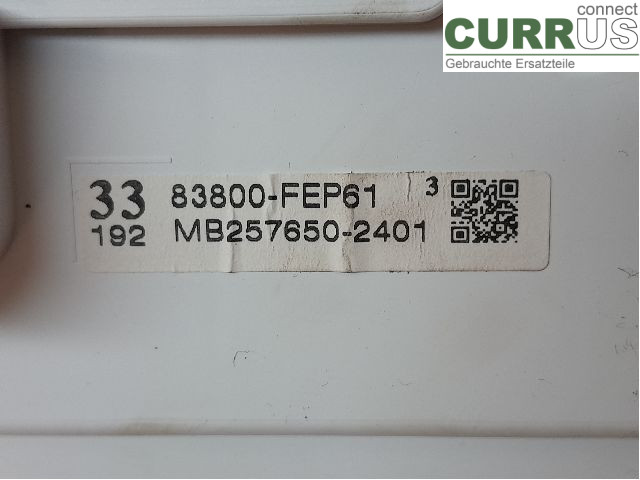 connect
CURRUS
Gebrauchte Ersatzteile
33 83800-FEP61 3
192 MB257650-2401